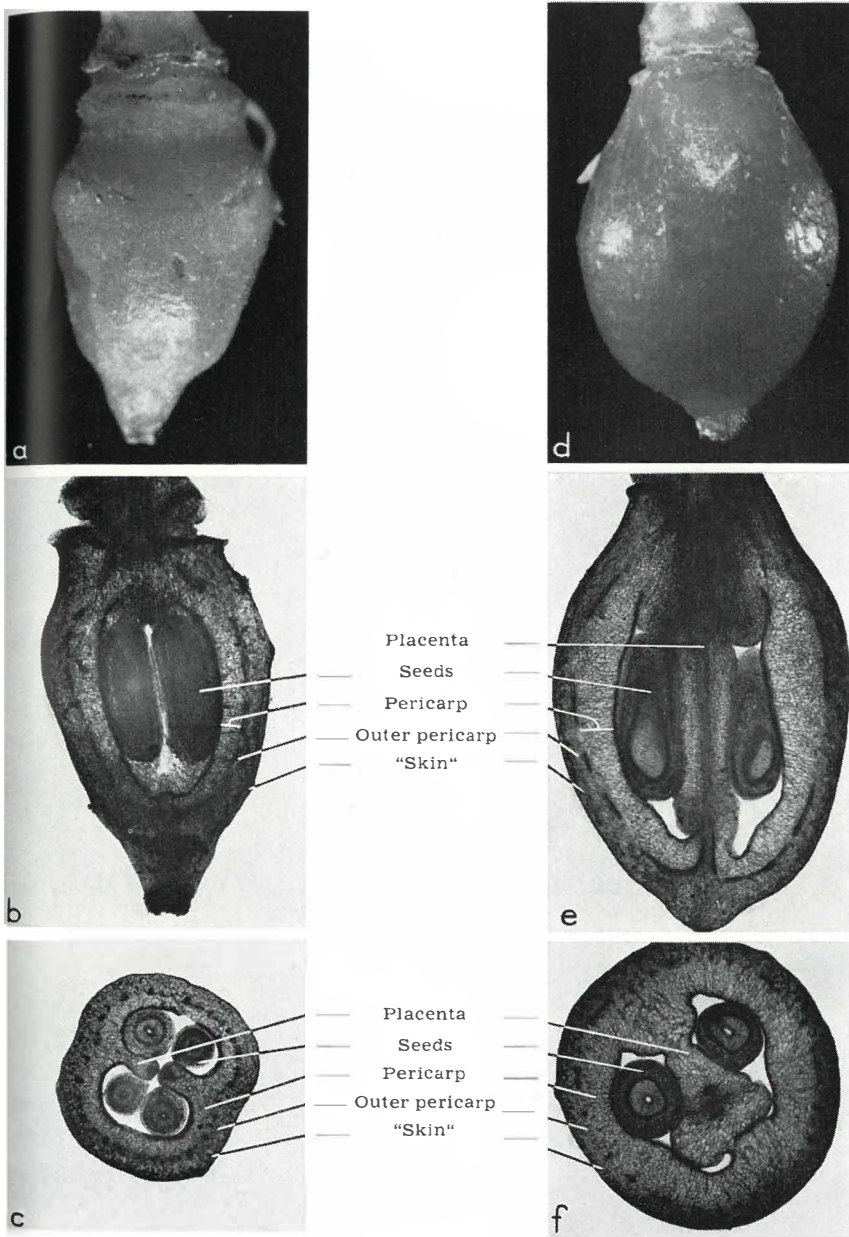 a
d
Placenta
Seeds
Pericarp
Outer pericarp
"Skin"
b
e
Placenta
Seeds
Pericarp
Outer pericarp
"Skin"
c
f